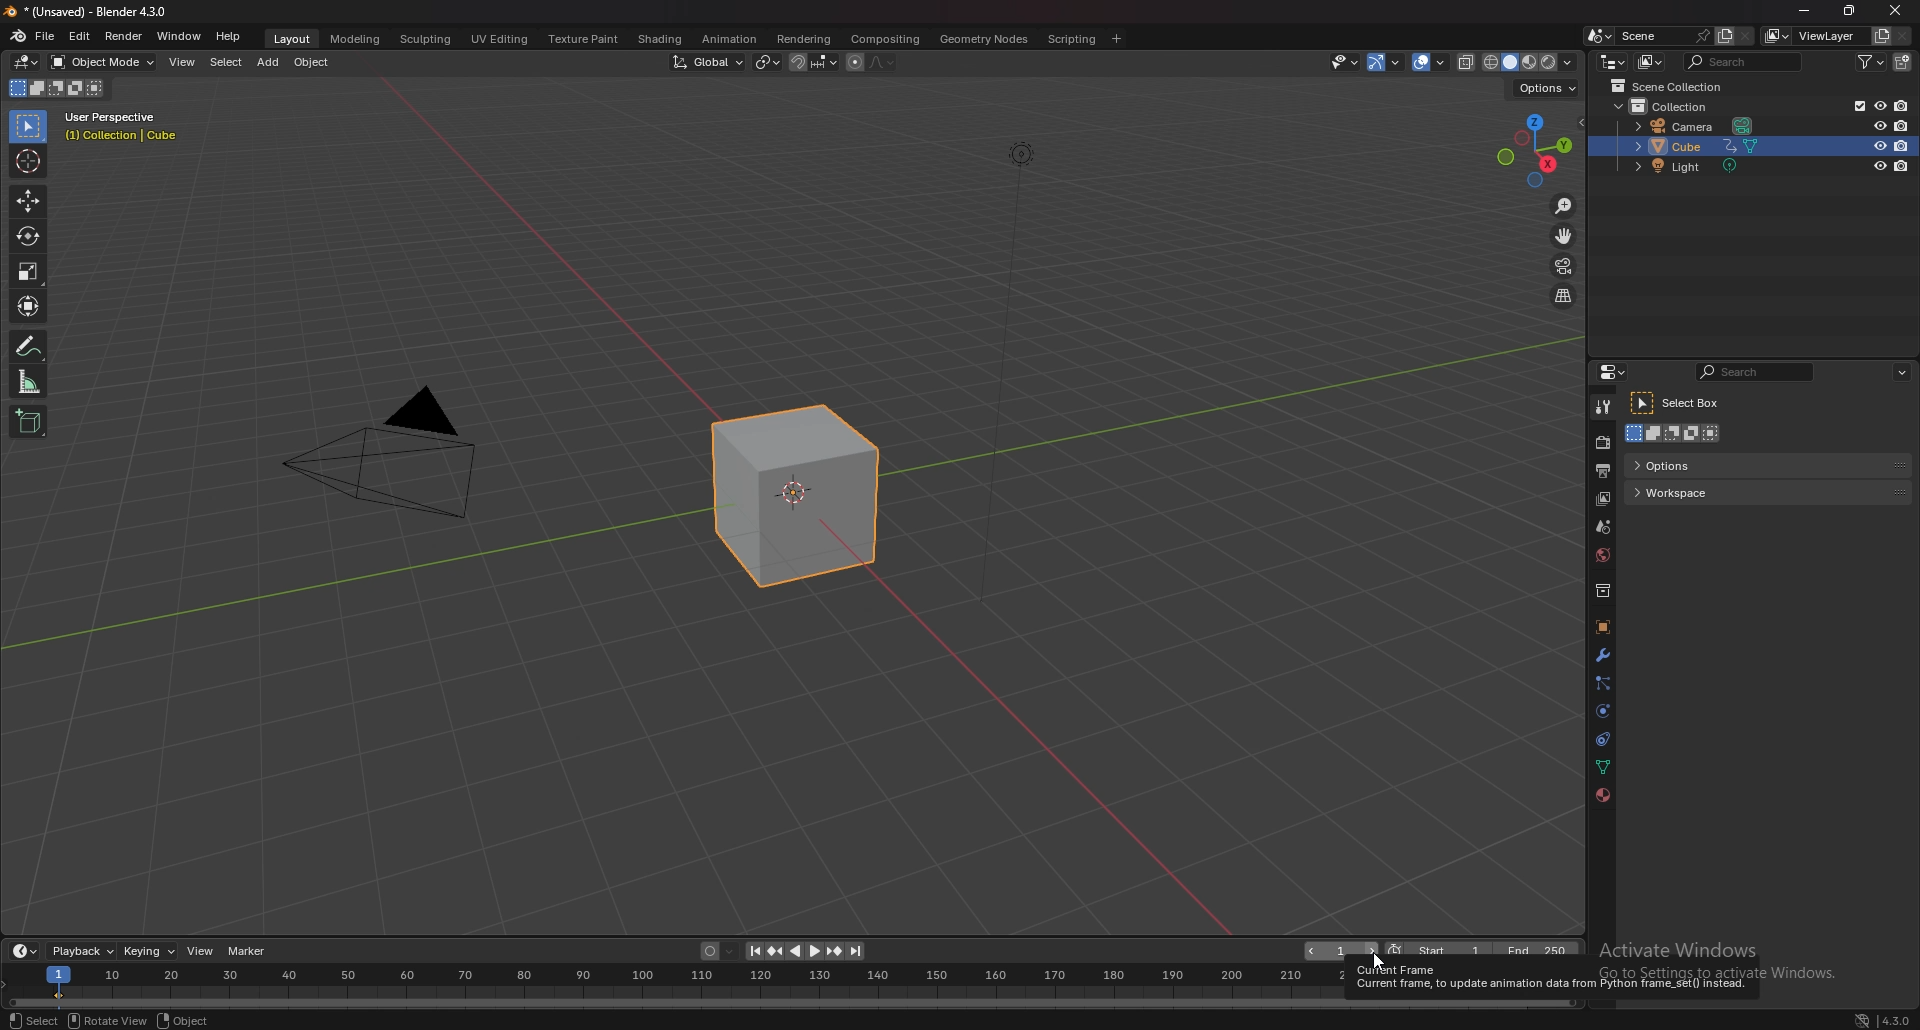 * (Unsaved) - Blender 4.3.0
File Edit Render Window Help Layout Modeling Sculpting UV Editing Texture Paint Shading Animation Rendering Compositing Geometry Nodes Scripting + Scene ViewLayer
Object Mode View Select Add Object Global Search
Options
User Perspective
(1) Collection | Cube
Z
Y
X
Scene Collection
Collection
Camera
Cube
Light
Search
Select Box
Options
Workspace
Playback Keying View Marker 1 Start 1 End 250
1 10 20 30 40 50 60 70 80 90 100 110 120 130 140 150 160 170 180 190 200 210
Current Frame
Current frame, to update animation data from Python frame_set() instead.
Activate Windows
Go to Settings to activate Windows.
Select Rotate View Object 4.3.0